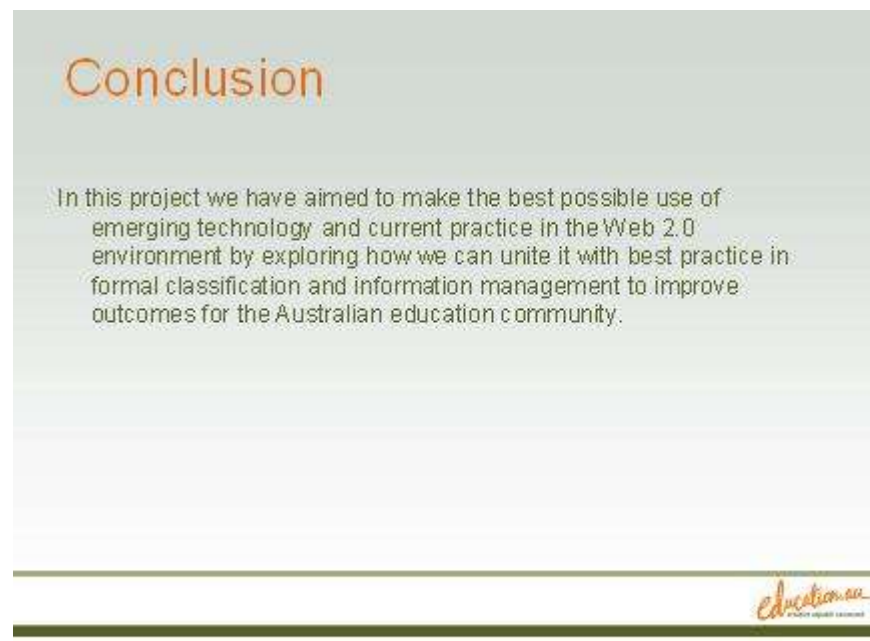 Conclusion
In this project we have aimed to make the best possible use of
emerging technology and current practice in the Web 2.0
environment by exploring how we can unite it with best practice in
formal classification and information management to improve
outcomes for the Australian education community.
education.au